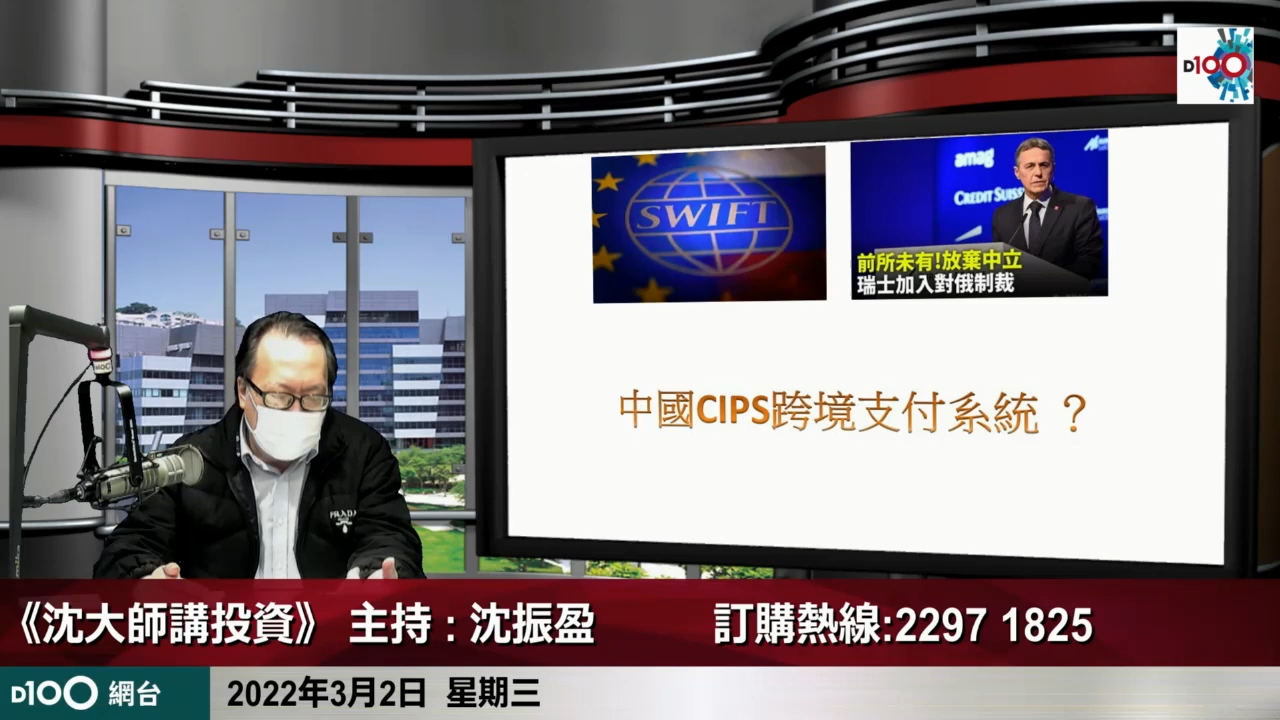 D100
SWIFT
amag
CREDIT SUISS
前所未有!放棄中立
瑞士加入對俄制裁
中國CIPS跨境支付系統 ？
PRADA
《沈大師講投資》 主持 : 沈振盈 訂購熱線:2297 1825
D100 網台 2022年3月2日 星期三